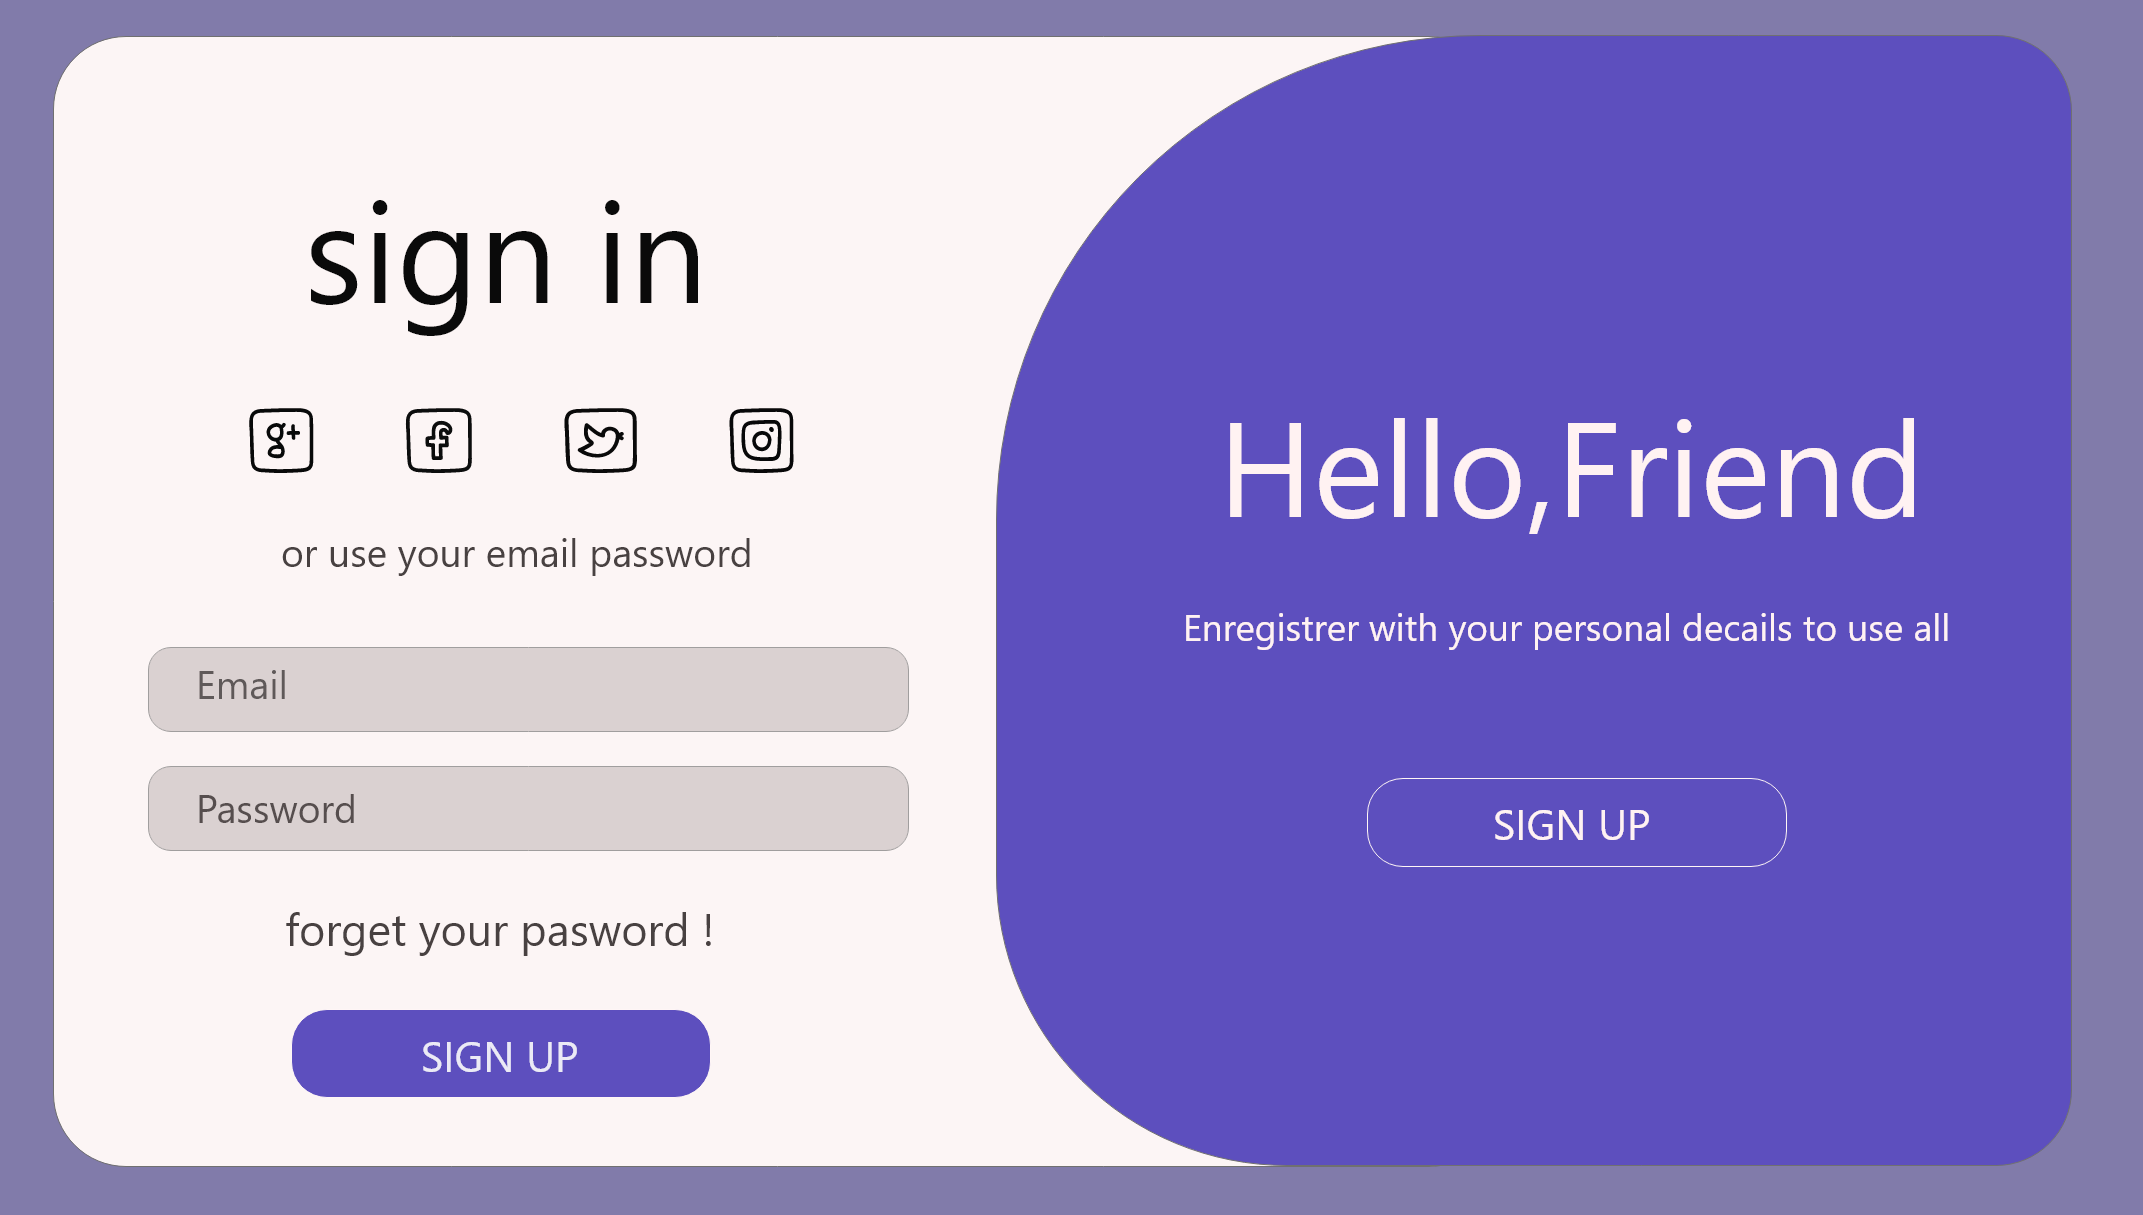 sign in
g+
or use your email password
Email
Password
forget your pasword !
SIGN UP
Hello,Friend
Enregistrer with your personal decails to use all
SIGN UP